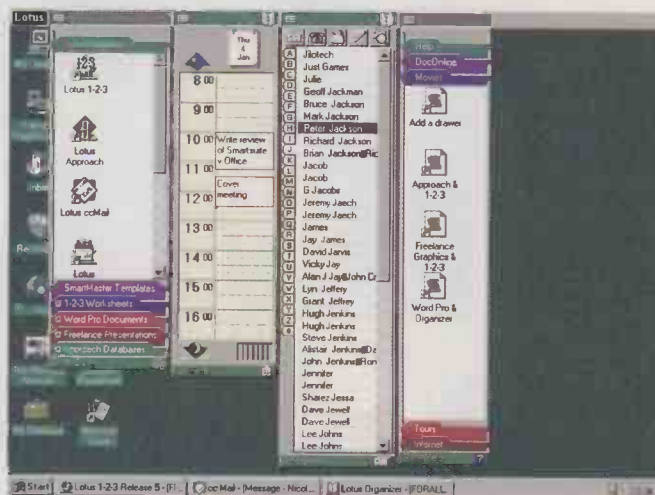 Lotus
123
Lotus 1-2-3
Lotus
Approach
Lotus ccMail
Lotus
SmartMaster Templates
1-2-3 Worksheets
Word Pro Documents
Freelance Presentations
Databases
Thu
4
Jan
8 00
9 00
10 00 Write review
of Smartsuite
v Office
11 00
Cover
meeting
12 00
13 00
14 00
15 00
16 00
A
B
C
D
E
F
G
H
I
J
K
L
M
N
O
P
Q
R
S
T
U
V
W
X
Y
Z
Jilotech
Just Games
Julie
Geoff Jackman
Bruce Jackson
Mark Jackson
Peter Jackson
Richard Jackson
Brian Jackson
Jacob
Jacob
G Jacobs
Jeremy Jaech
Jeremy Jaech
James
Jay James
David Jarvis
Vicky Jay
Alan J Jay
Lyn Jeffery
Grant Jeffrey
Hugh Jenkins
Hugh Jenkins
Steve Jenkins
Alistair Jenkins
John Jenkins
Jennifer
Jennifer
Sharez Jessa
Dave Jewell
Dave Jewell
Lee Johns
Lee Johns
Help
DocOnline
Movies
Add a drawer
Approach &
1-2-3
Freelance
Graphics &
1-2-3
Word Pro &
Organizer
Tours
Internet
Start
Lotus 1-2-3 Release 5 -
cc:Mail - [Message - Nicol...
Lotus Organizer - [FORALL